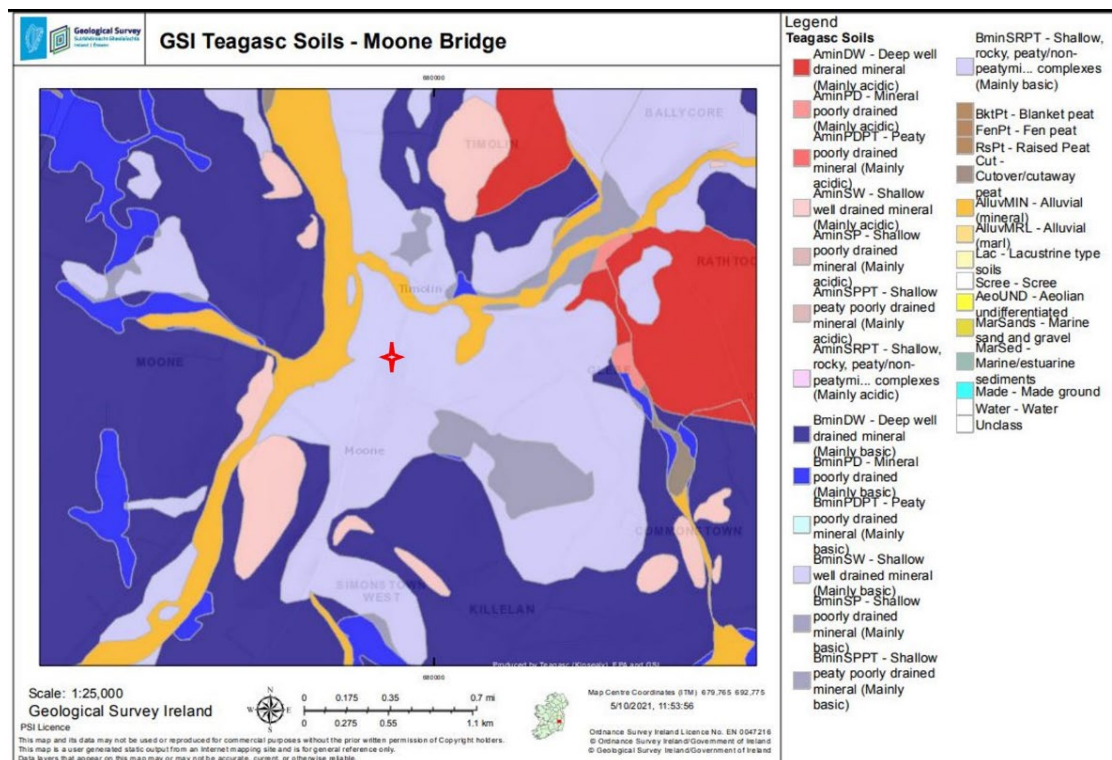 Geological Survey
Suirbhéireacht Gheolaíochta
Ireland | Éireann
GSI Teagasc Soils - Moone Bridge
680000
BALLYCORE
TIMOLIN
Timolin
MOONE
Moone
COMMONSTOWN
SIMONSTOWN
WEST
KILLELAN
Produced by Teagasc (Kinsealy), EPA and GSI
680000
Legend
Teagasc Soils
AminDW - Deep well
drained mineral
(Mainly acidic)
AminPD - Mineral
poorly drained
(Mainly acidic)
AminPDPT - Peaty
poorly drained
mineral (Mainly
acidic)
AminSW - Shallow
well drained mineral
(Mainly acidic)
AminSP - Shallow
poorly drained
mineral (Mainly
acidic)
AminSPPT - Shallow
peaty poorly drained
mineral (Mainly
acidic)
AminSRPT - Shallow,
rocky, peaty/non-
peatymi... complexes
(Mainly acidic)
BminDW - Deep well
drained mineral
(Mainly basic)
BminPD - Mineral
poorly drained
(Mainly basic)
BminPDPT - Peaty
poorly drained
mineral (Mainly
basic)
BminSW - Shallow
well drained mineral
(Mainly basic)
BminSP - Shallow
poorly drained
mineral (Mainly
basic)
BminSPPT - Shallow
peaty poorly drained
mineral (Mainly
basic)
BminSRPT - Shallow,
rocky, peaty/non-
peatymi... complexes
(Mainly basic)
BktPt - Blanket peat
FenPt - Fen peat
RsPt - Raised Peat
Cut -
Cutover/cutaway
peat
AlluvMIN - Alluvial
(mineral)
AlluvMRL - Alluvial
(marl)
Lac - Lacustrine type
soils
Scree - Scree
AeoUND - Aeolian
undifferentiated
MarSands - Marine
sand and gravel
MarSed -
Marine/estuarine
sediments
Made - Made ground
Water - Water
Unclass
Scale: 1:25,000
Geological Survey Ireland
PSI Licence
N
W
E
S
0 0.175 0.35 0.7 mi
0 0.275 0.55 1.1 km
Map Centre Coordinates (ITM) 679,765 692,775
5/10/2021, 11:53:56
Ordnance Survey Ireland Licence No. EN 0047216
© Ordnance Survey Ireland/Government of Ireland
© Geological Survey Ireland/Government of Ireland
This map and its data may not be used or reproduced for commercial purposes without the prior written permission of Copyright holders.
This map is a user generated static output from an Internet mapping site and is for general reference only.
Data layers that appear on this map may or may not be accurate, current, or otherwise reliable.